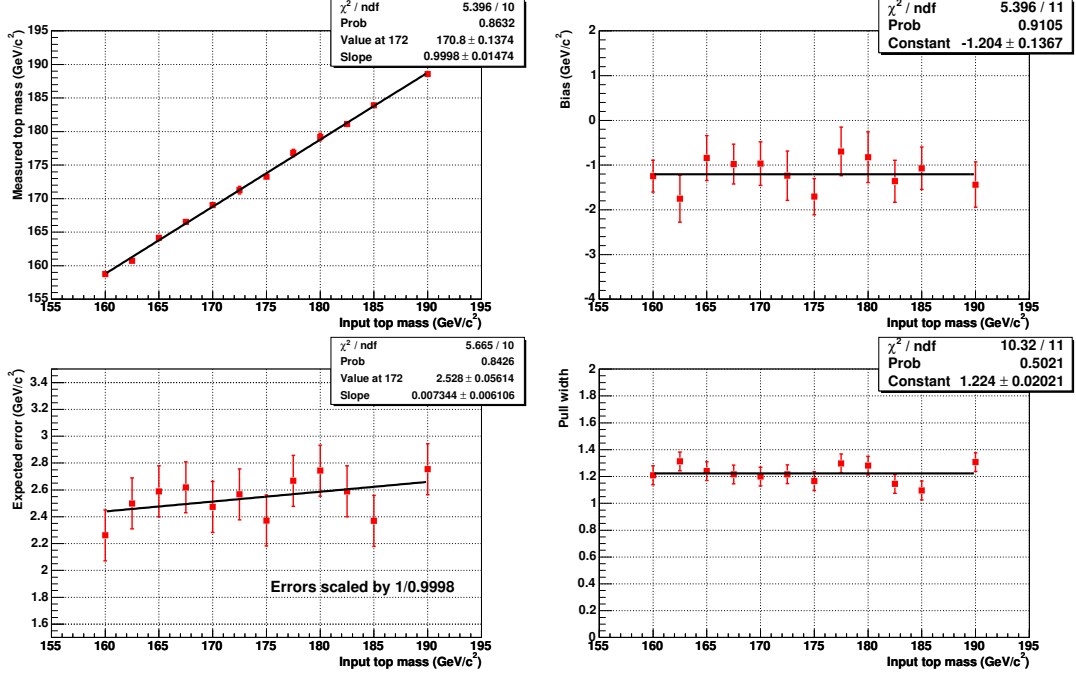 χ² / ndf 5.396 / 10
Prob 0.8632
Value at 172 170.8 ± 0.1374
Slope 0.9998 ± 0.01474
Measured top mass (GeV/c²)
195
190
185
180
175
170
165
160
155
155 160 165 170 175 180 185 190 195
Input top mass (GeV/c²)
χ² / ndf 5.396 / 11
Prob 0.9105
Constant -1.204 ± 0.1367
Bias (GeV/c²)
2
1
0
-1
-2
-3
-4
155 160 165 170 175 180 185 190 195
Input top mass (GeV/c²)
χ² / ndf 5.665 / 10
Prob 0.8426
Value at 172 2.528 ± 0.05614
Slope 0.007344 ± 0.006106
Expected error (GeV/c²)
3.4
3.2
3
2.8
2.6
2.4
2.2
2
1.8
1.6
Errors scaled by 1/0.9998
155 160 165 170 175 180 185 190 195
Input top mass (GeV/c²)
χ² / ndf 10.32 / 11
Prob 0.5021
Constant 1.224 ± 0.02021
Pull width
2
1.8
1.6
1.4
1.2
1
0.8
0.6
0.4
0.2
0
155 160 165 170 175 180 185 190 195
Input top mass (GeV/c²)